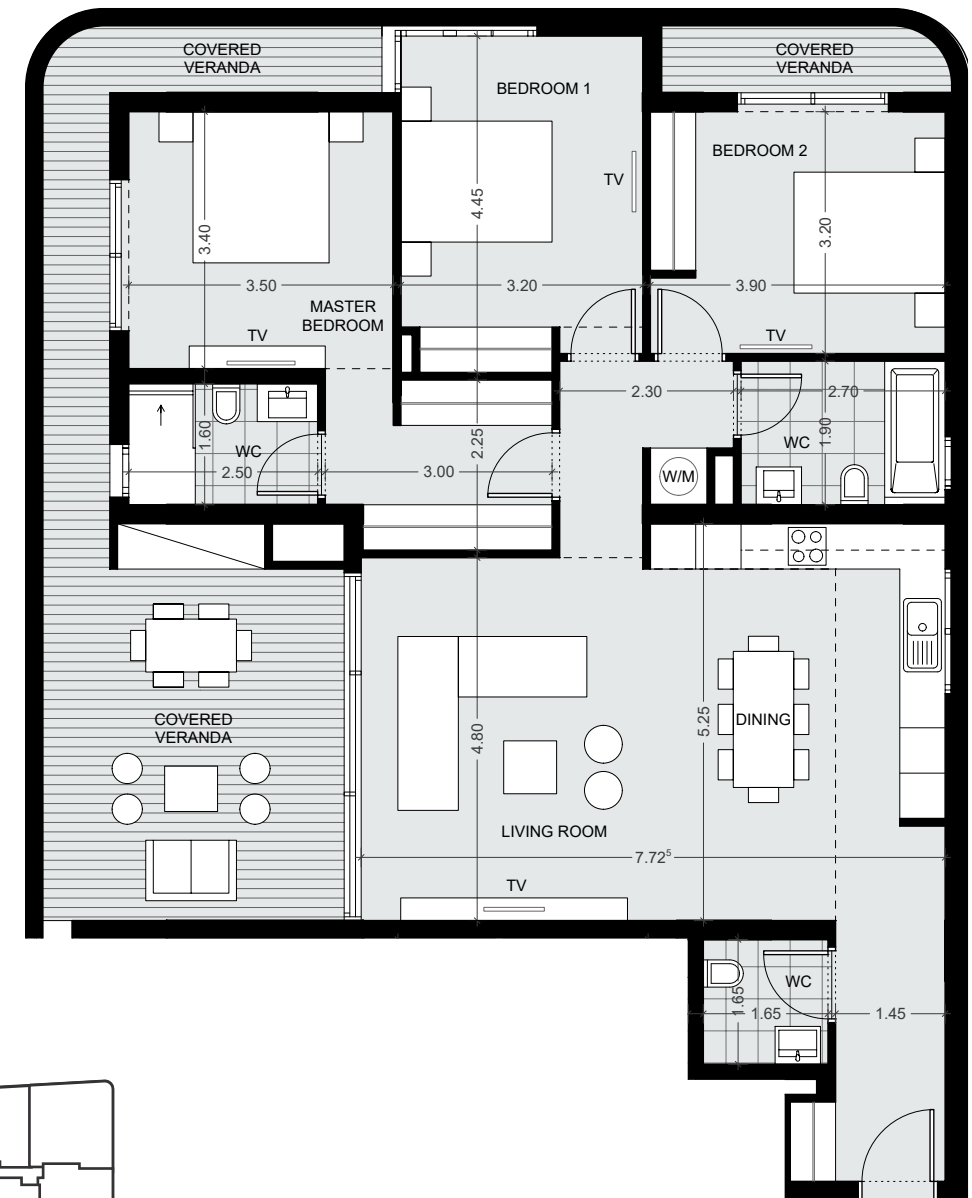 COVERED
VERANDA
COVERED
VERANDA
BEDROOM 1
BEDROOM 2
TV
4.45
3.40
3.20
3.50
3.20
3.90
MASTER
BEDROOM
TV
TV
2.30
2.70
1.60
WC
2.50
2.25
3.00
1.90
WC
W/M
COVERED
VERANDA
4.80
5.25
DINING
LIVING ROOM
7.72⁵
TV
WC
1.65
1.65
1.45